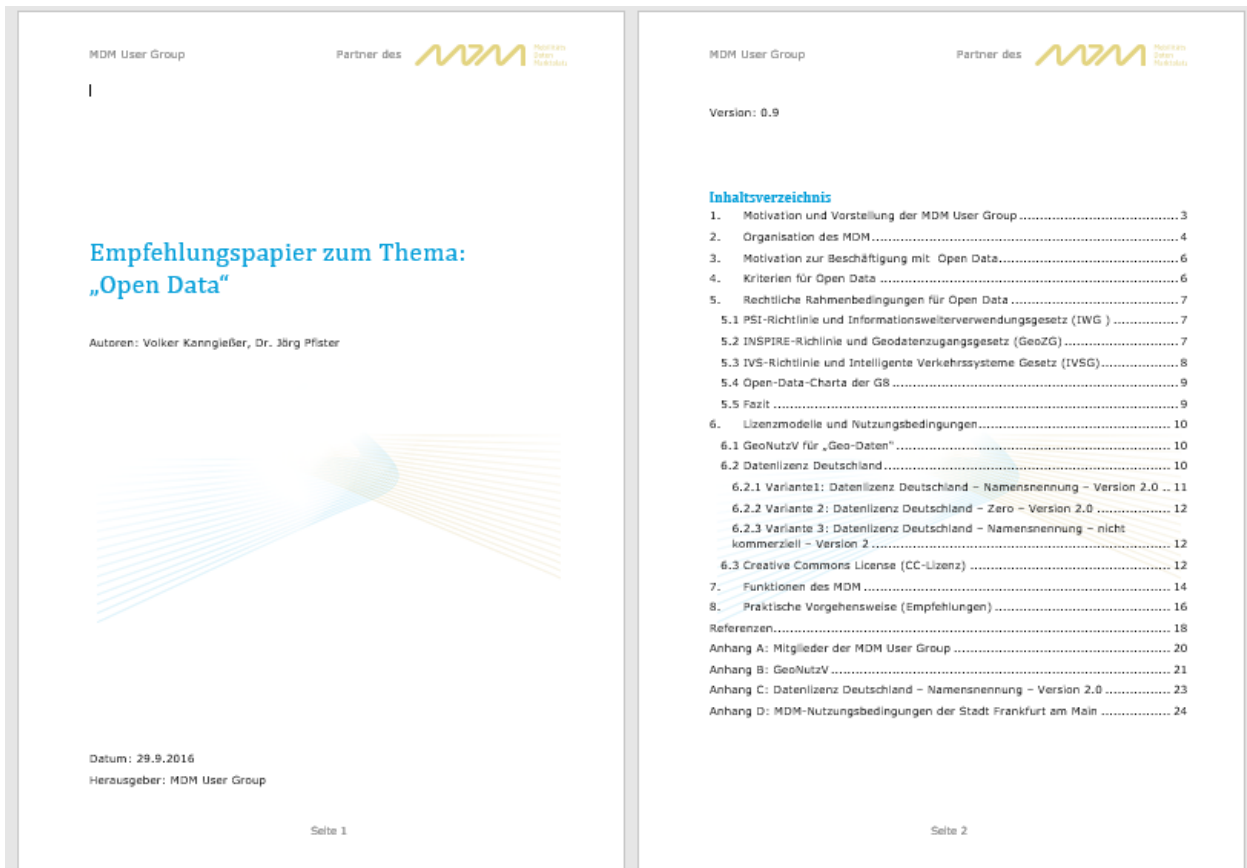 MDM User Group Partner des MDM Mobilitäts Daten Marktplatz
Empfehlungspapier zum Thema:
„Open Data“
Autoren: Volker Kanngießer, Dr. Jörg Pfister
Datum: 29.9.2016
Herausgeber: MDM User Group
Seite 1
MDM User Group Partner des MDM Mobilitäts Daten Marktplatz
Version: 0.9
Inhaltsverzeichnis
1. Motivation und Vorstellung der MDM User Group ... 3
2. Organisation des MDM ... 4
3. Motivation zur Beschäftigung mit Open Data ... 6
4. Kriterien für Open Data ... 6
5. Rechtliche Rahmenbedingungen für Open Data ... 7
5.1 PSI-Richtlinie und Informationsweiterverwendungsgesetz (IWG ) ... 7
5.2 INSPIRE-Richlinie und Geodatenzugangsgesetz (GeoZG) ... 7
5.3 IVS-Richtlinie und Intelligente Verkehrssysteme Gesetz (IVSG) ... 8
5.4 Open-Data-Charta der G8 ... 9
5.5 Fazit ... 9
6. Lizenzmodelle und Nutzungsbedingungen ... 10
6.1 GeoNutzV für „Geo-Daten“ ... 10
6.2 Datenlizenz Deutschland ... 10
6.2.1 Variante1: Datenlizenz Deutschland – Namensnennung – Version 2.0 .. 11
6.2.2 Variante 2: Datenlizenz Deutschland – Zero – Version 2.0 ... 12
6.2.3 Variante 3: Datenlizenz Deutschland – Namensnennung – nicht
kommerziell – Version 2 ... 12
6.3 Creative Commons License (CC-Lizenz) ... 12
7. Funktionen des MDM ... 14
8. Praktische Vorgehensweise (Empfehlungen) ... 16
Referenzen ... 18
Anhang A: Mitglieder der MDM User Group ... 20
Anhang B: GeoNutzV ... 21
Anhang C: Datenlizenz Deutschland – Namensnennung – Version 2.0 ... 23
Anhang D: MDM-Nutzungsbedingungen der Stadt Frankfurt am Main ... 24
Seite 2